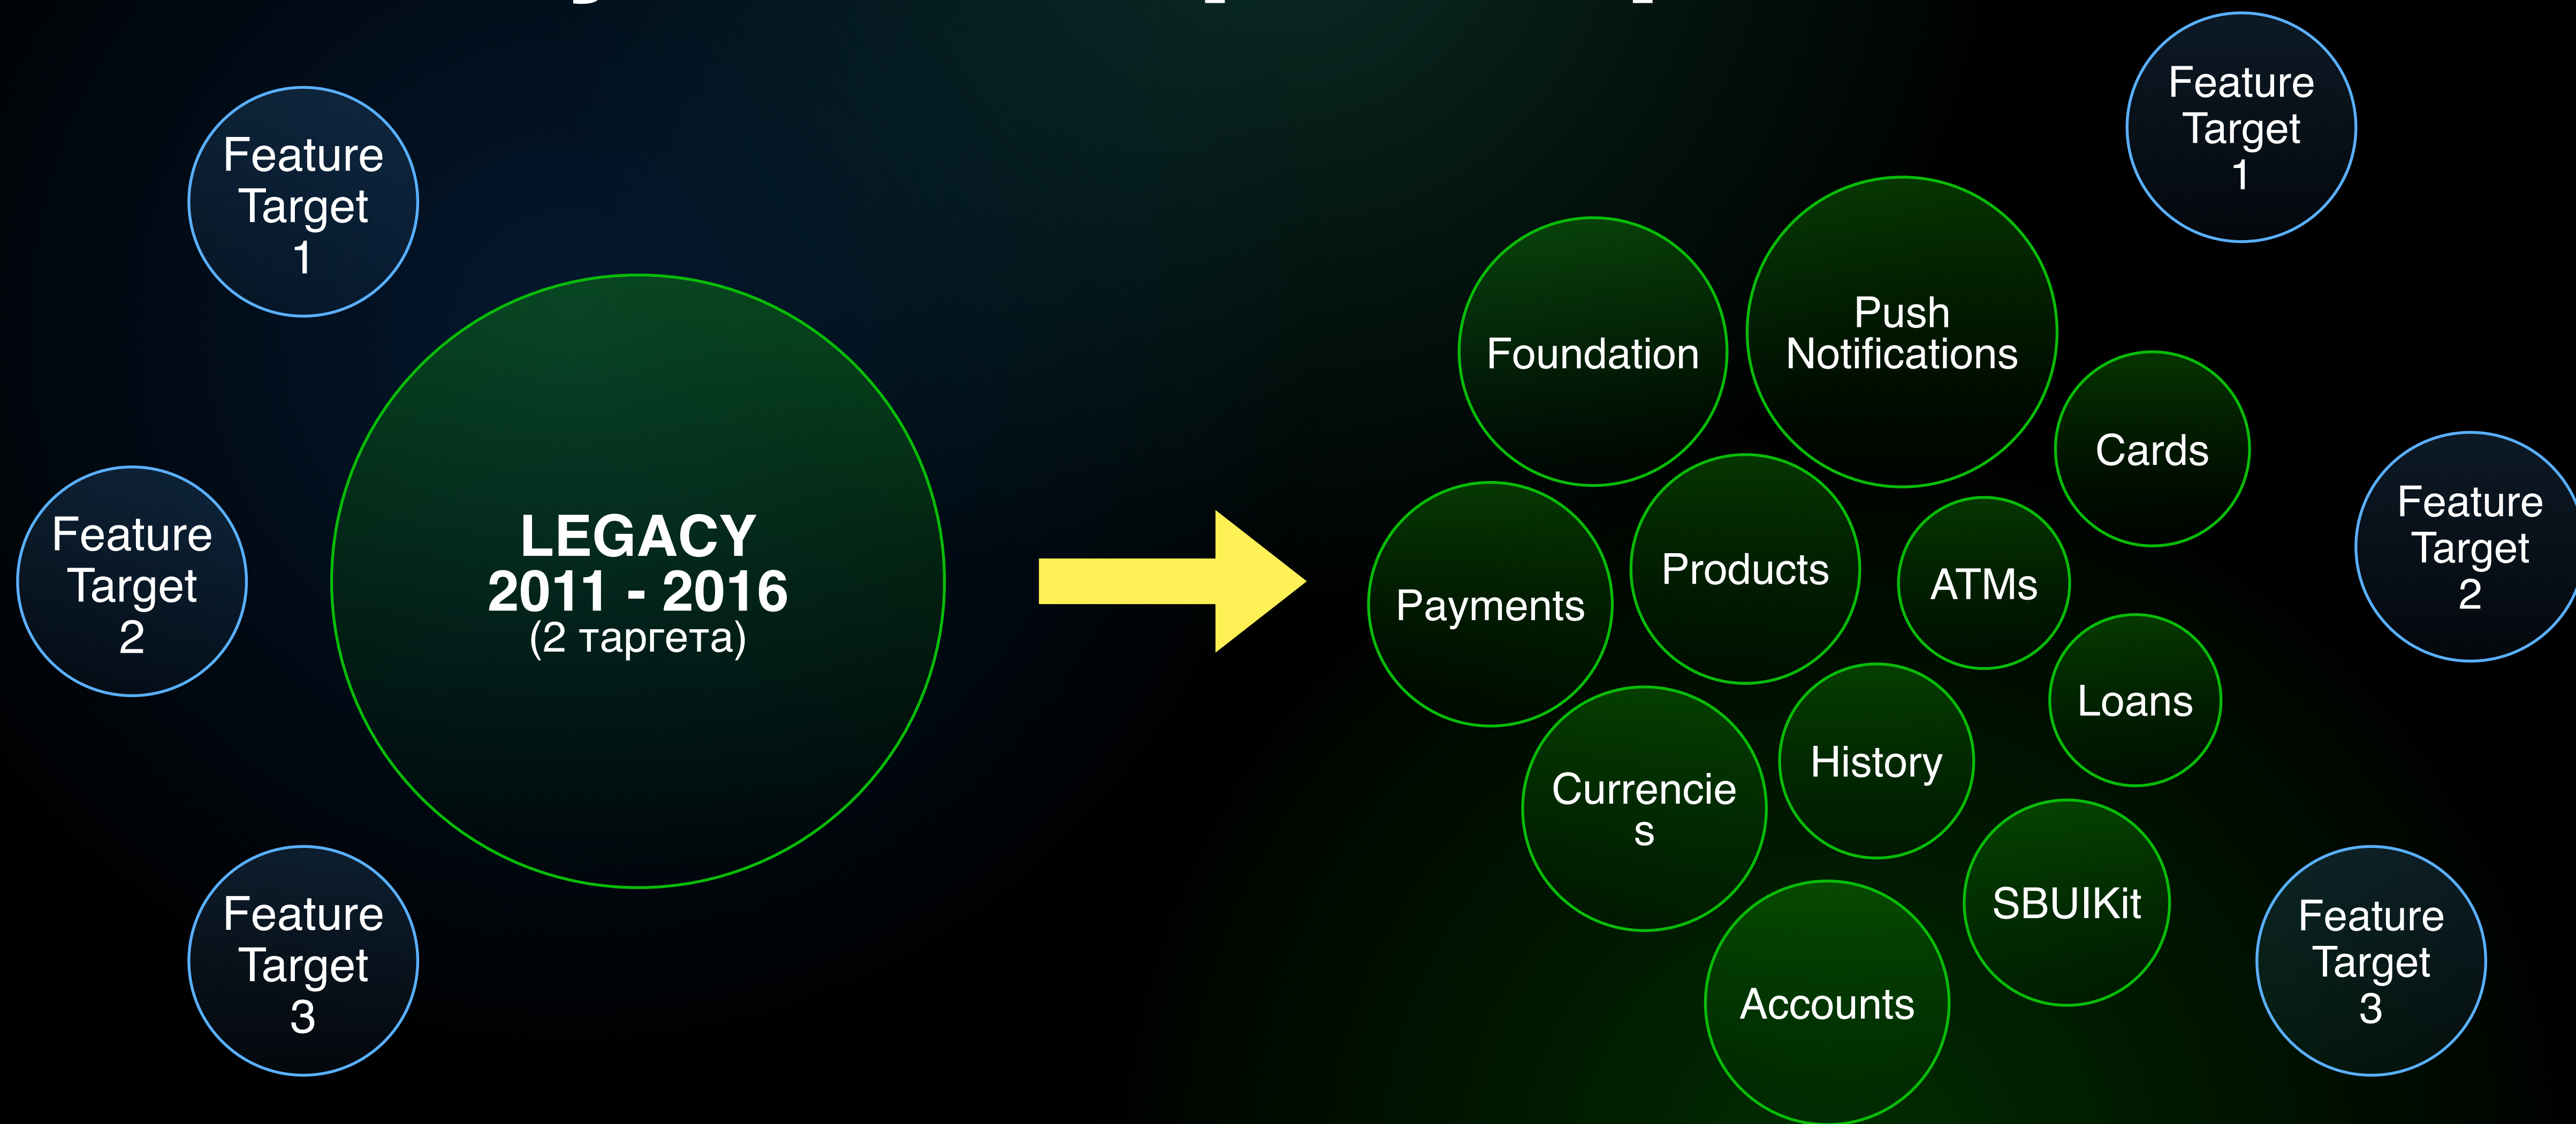 Feature
Target
1
Feature
Target
2
Feature
Target
3
LEGACY
2011 - 2016
(2 таргета)
Foundation
Push
Notifications
Cards
Payments
Products
ATMs
Loans
Currencie
s
History
SBUIKit
Accounts
Feature
Target
1
Feature
Target
2
Feature
Target
3